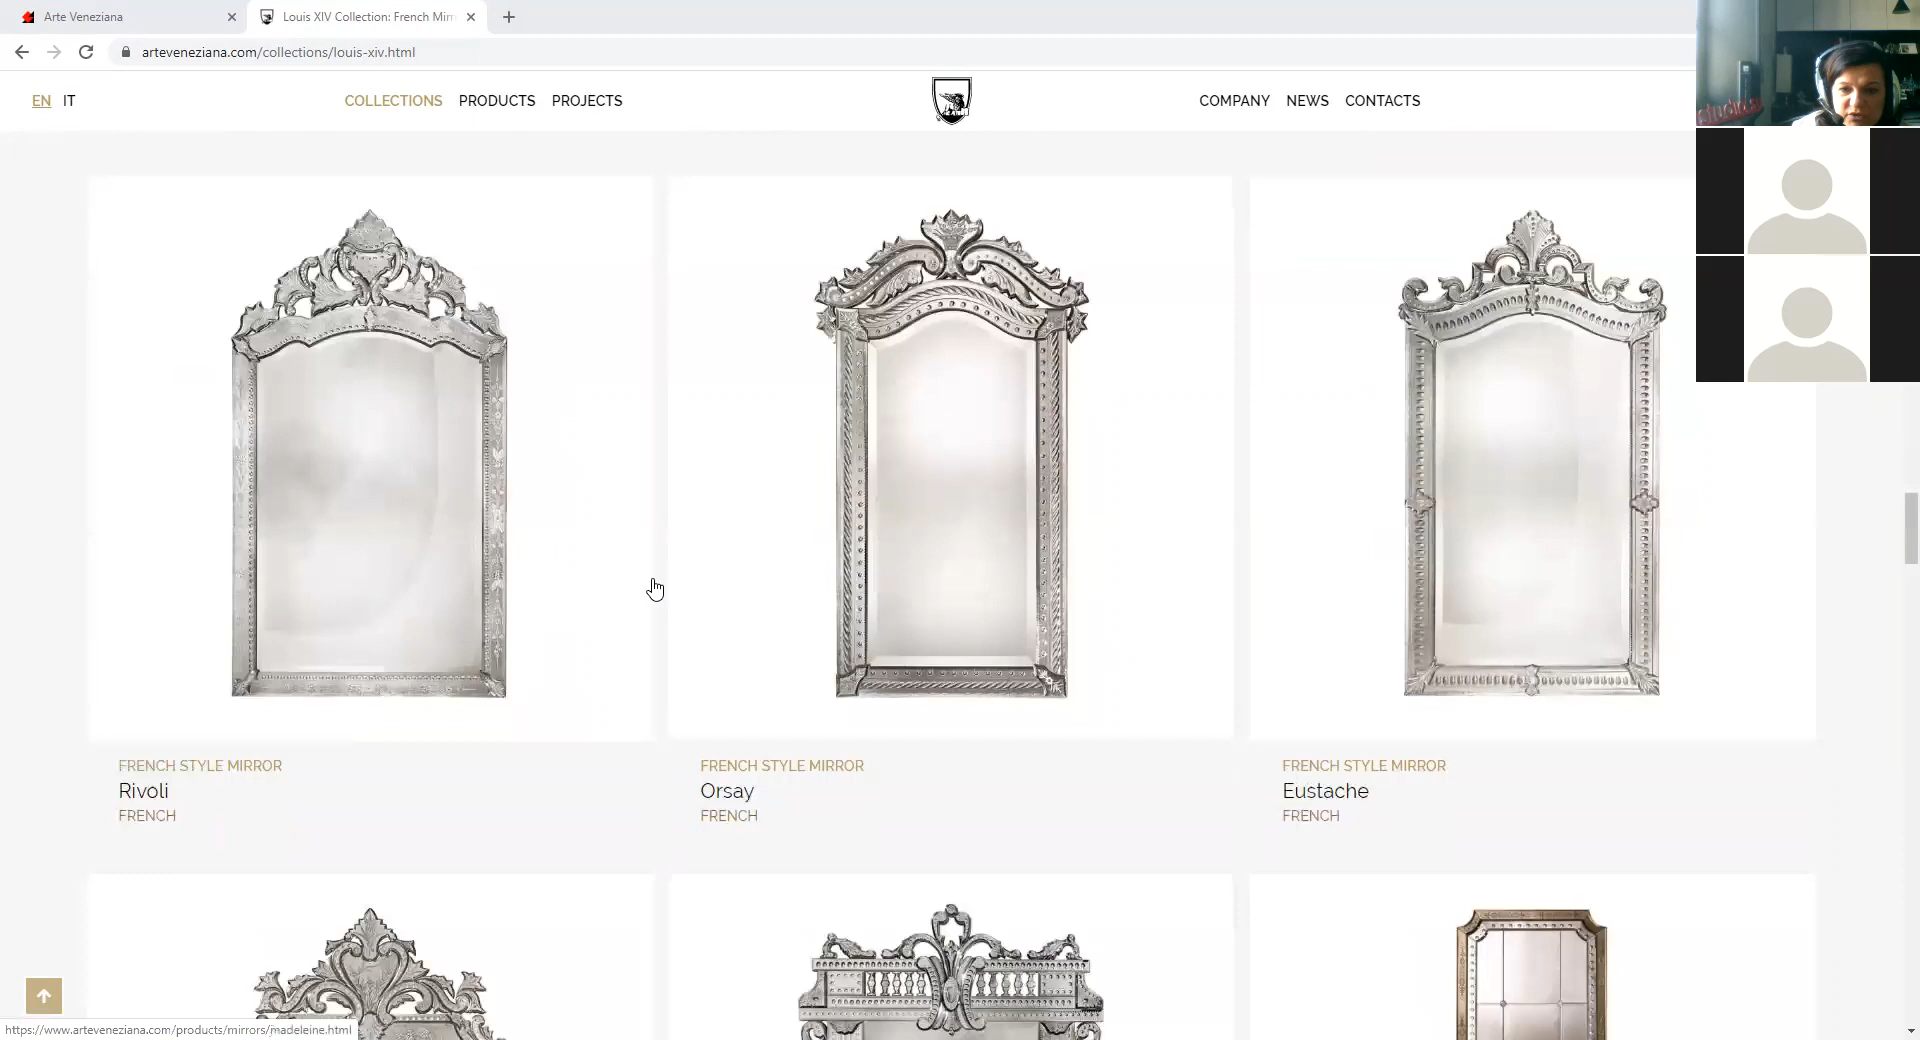 Arte Veneziana
Louis XIV Collection: French Mirr
arteveneziana.com/collections/louis-xiv.html
EN IT COLLECTIONS PRODUCTS PROJECTS COMPANY NEWS CONTACTS
FRENCH STYLE MIRROR
Rivoli
FRENCH
FRENCH STYLE MIRROR
Orsay
FRENCH
FRENCH STYLE MIRROR
Eustache
FRENCH
https://www.arteveneziana.com/products/mirrors/madeleine.html